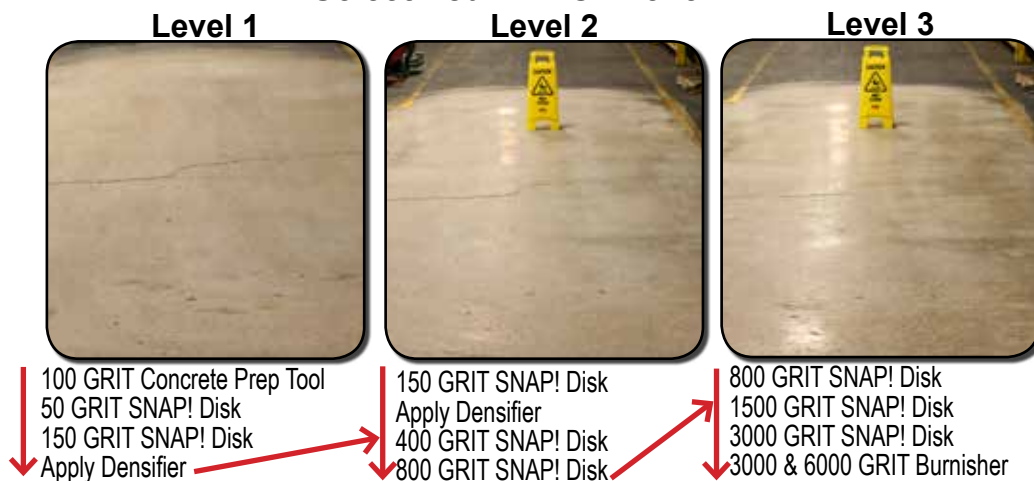 Level 1
Level 2
Level 3
CAUTION
CAUTION
100 GRIT Concrete Prep Tool
50 GRIT SNAP! Disk
150 GRIT SNAP! Disk
Apply Densifier
150 GRIT SNAP! Disk
Apply Densifier
400 GRIT SNAP! Disk
800 GRIT SNAP! Disk
800 GRIT SNAP! Disk
1500 GRIT SNAP! Disk
3000 GRIT SNAP! Disk
3000 & 6000 GRIT Burnisher